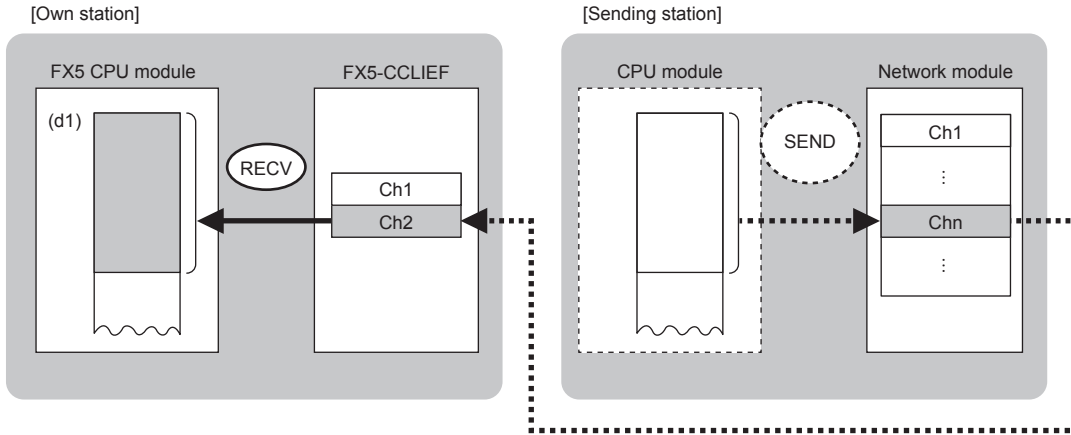 [Own station]
FX5 CPU module
FX5-CCLIEF
(d1)
RECV
Ch1
Ch2
[Sending station]
CPU module
Network module
SEND
Ch1
⋮
Chn
⋮